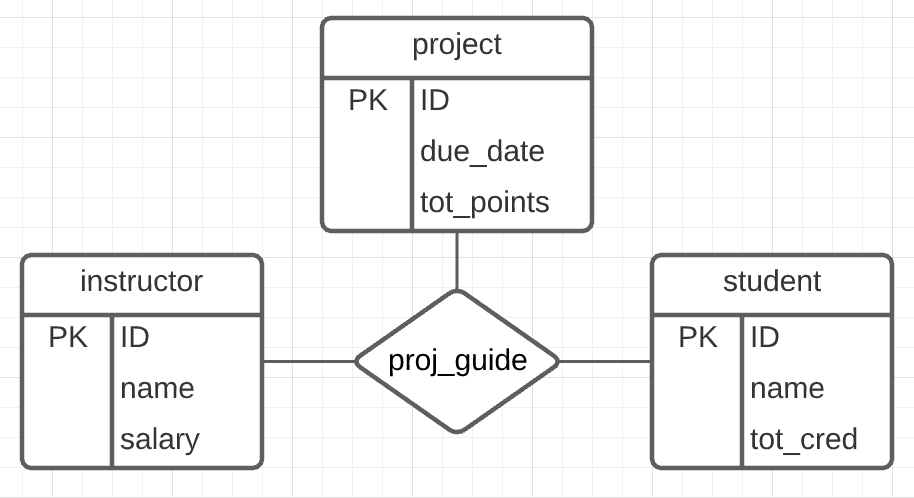 project
PK ID
due_date
tot_points
instructor
PK ID
name
salary
proj_guide
student
PK ID
name
tot_cred